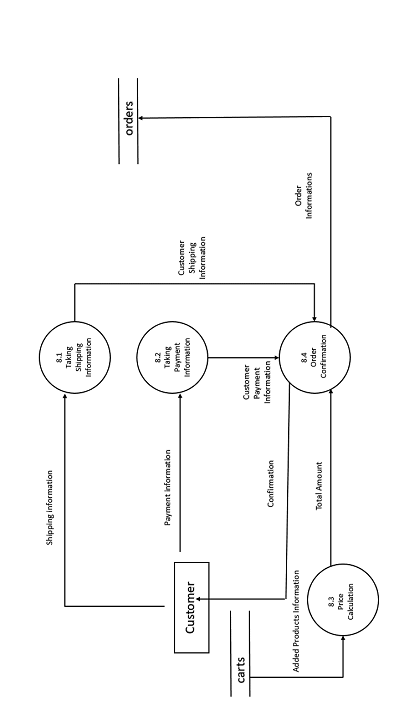 orders
Order
Informations
Customer
Shipping
Information
8.1
Taking
Shipping
Information
8.2
Taking
Payment
Information
8.4
Order
Confirmation
Customer
Payment
Information
Shipping information
Payment information
Confirmation
Total Amount
Customer
carts
Added Products Information
8.3
Price
Calculation